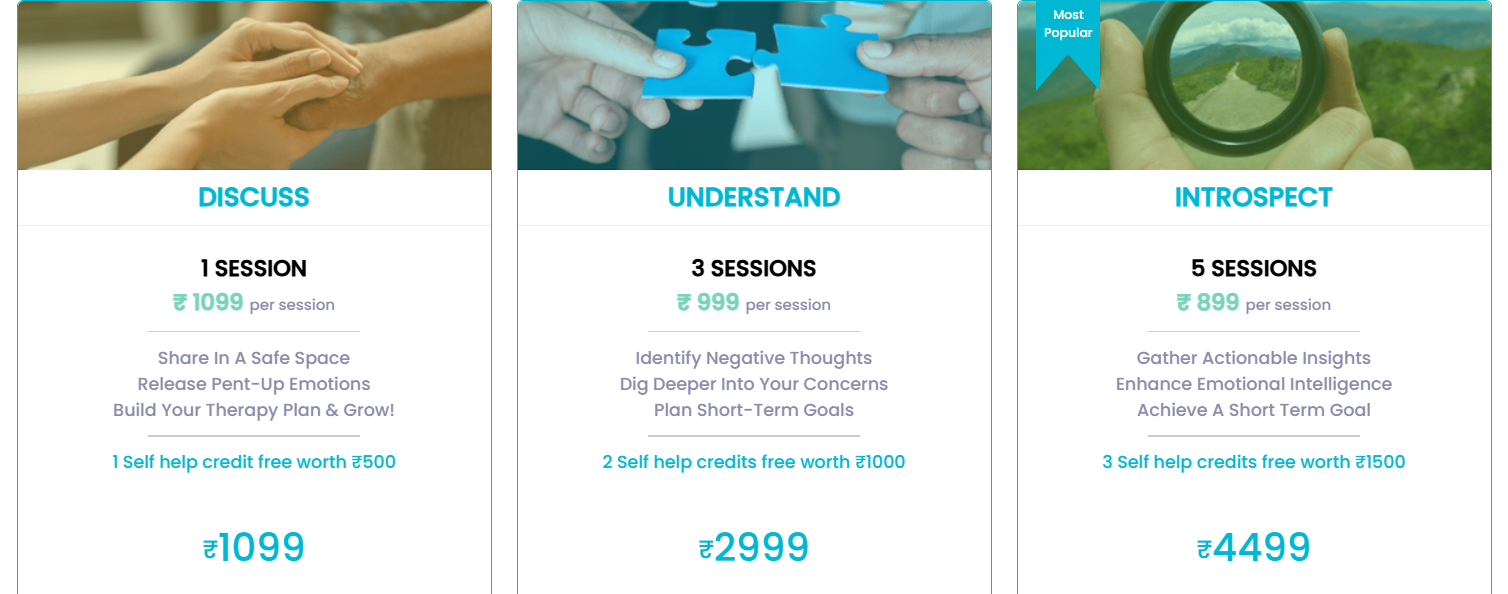 DISCUSS
1 SESSION
₹ 1099 per session
Share In A Safe Space
Release Pent-Up Emotions
Build Your Therapy Plan & Grow!
1 Self help credit free worth ₹500
₹1099
UNDERSTAND
3 SESSIONS
₹ 999 per session
Identify Negative Thoughts
Dig Deeper Into Your Concerns
Plan Short-Term Goals
2 Self help credits free worth ₹1000
₹2999
Most
Popular
INTROSPECT
5 SESSIONS
₹ 899 per session
Gather Actionable Insights
Enhance Emotional Intelligence
Achieve A Short Term Goal
3 Self help credits free worth ₹1500
₹4499